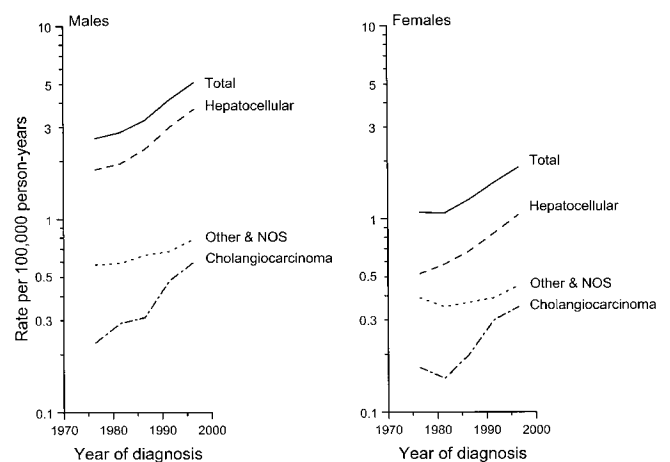 Males
10
5
3
1
0.5
0.3
0.1
Rate per 100,000 person-years
Total
Hepatocellular
Other & NOS
Cholangiocarcinoma
1970 1980 1990 2000
Year of diagnosis
Females
10
5
3
1
0.5
0.3
0.1
Total
Hepatocellular
Other & NOS
Cholangiocarcinoma
1970 1980 1990 2000
Year of diagnosis